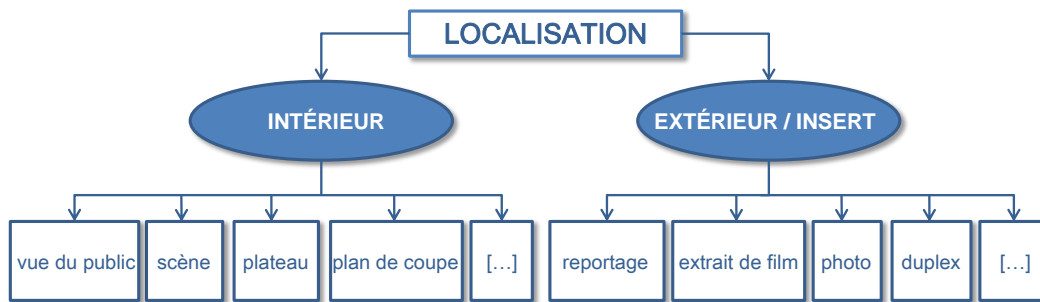 LOCALISATION
INTÉRIEUR
EXTÉRIEUR / INSERT
vue du public
scène
plateau
plan de coupe
[…]
reportage
extrait de film
photo
duplex
[…]